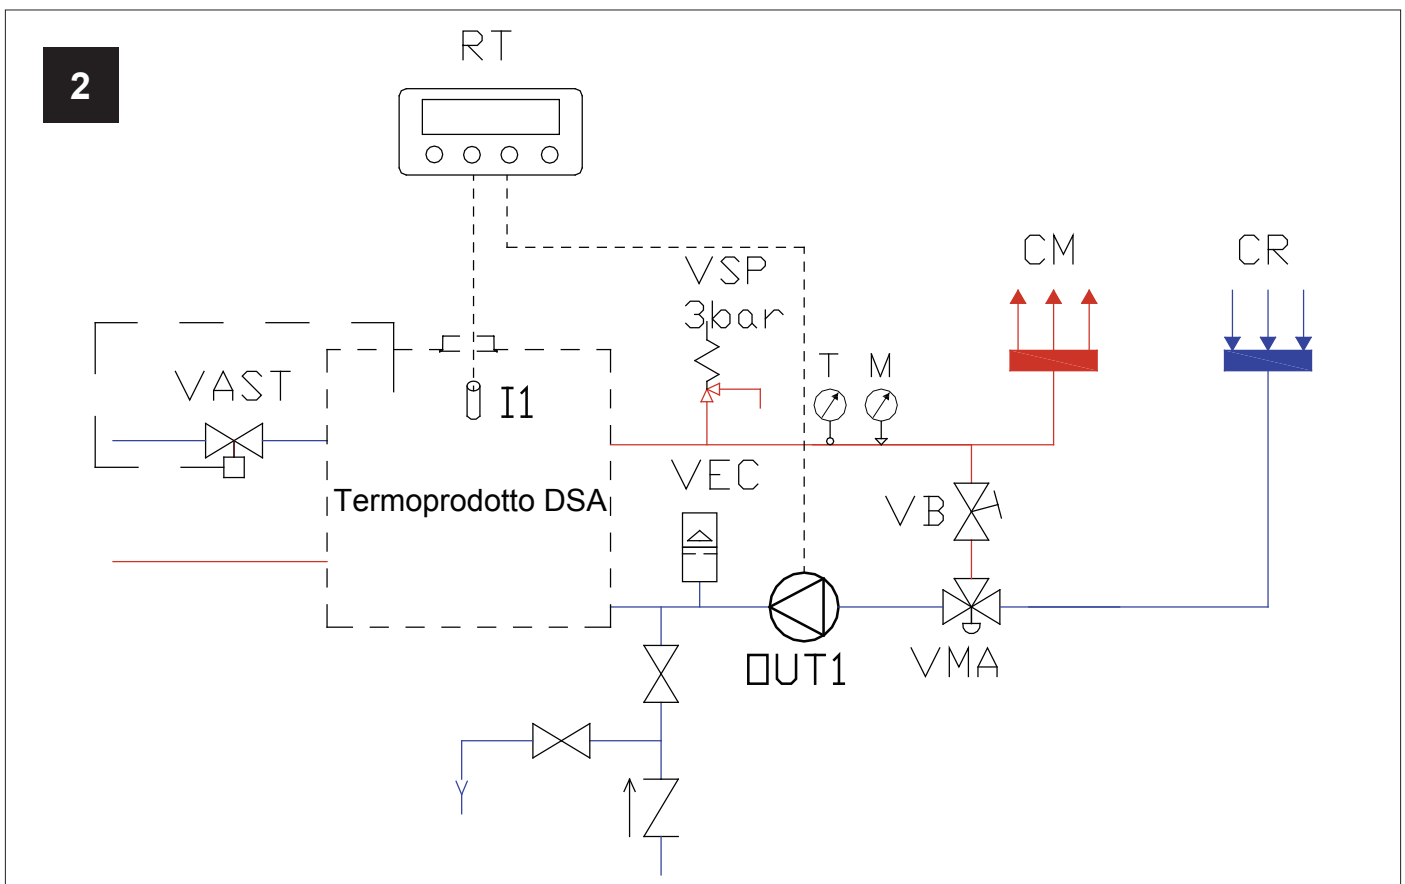 2
RT
CM
CR
VSP
3bar
T
M
VAST
I1
VEC
Termoprodotto DSA
VB
OUT1
VMA